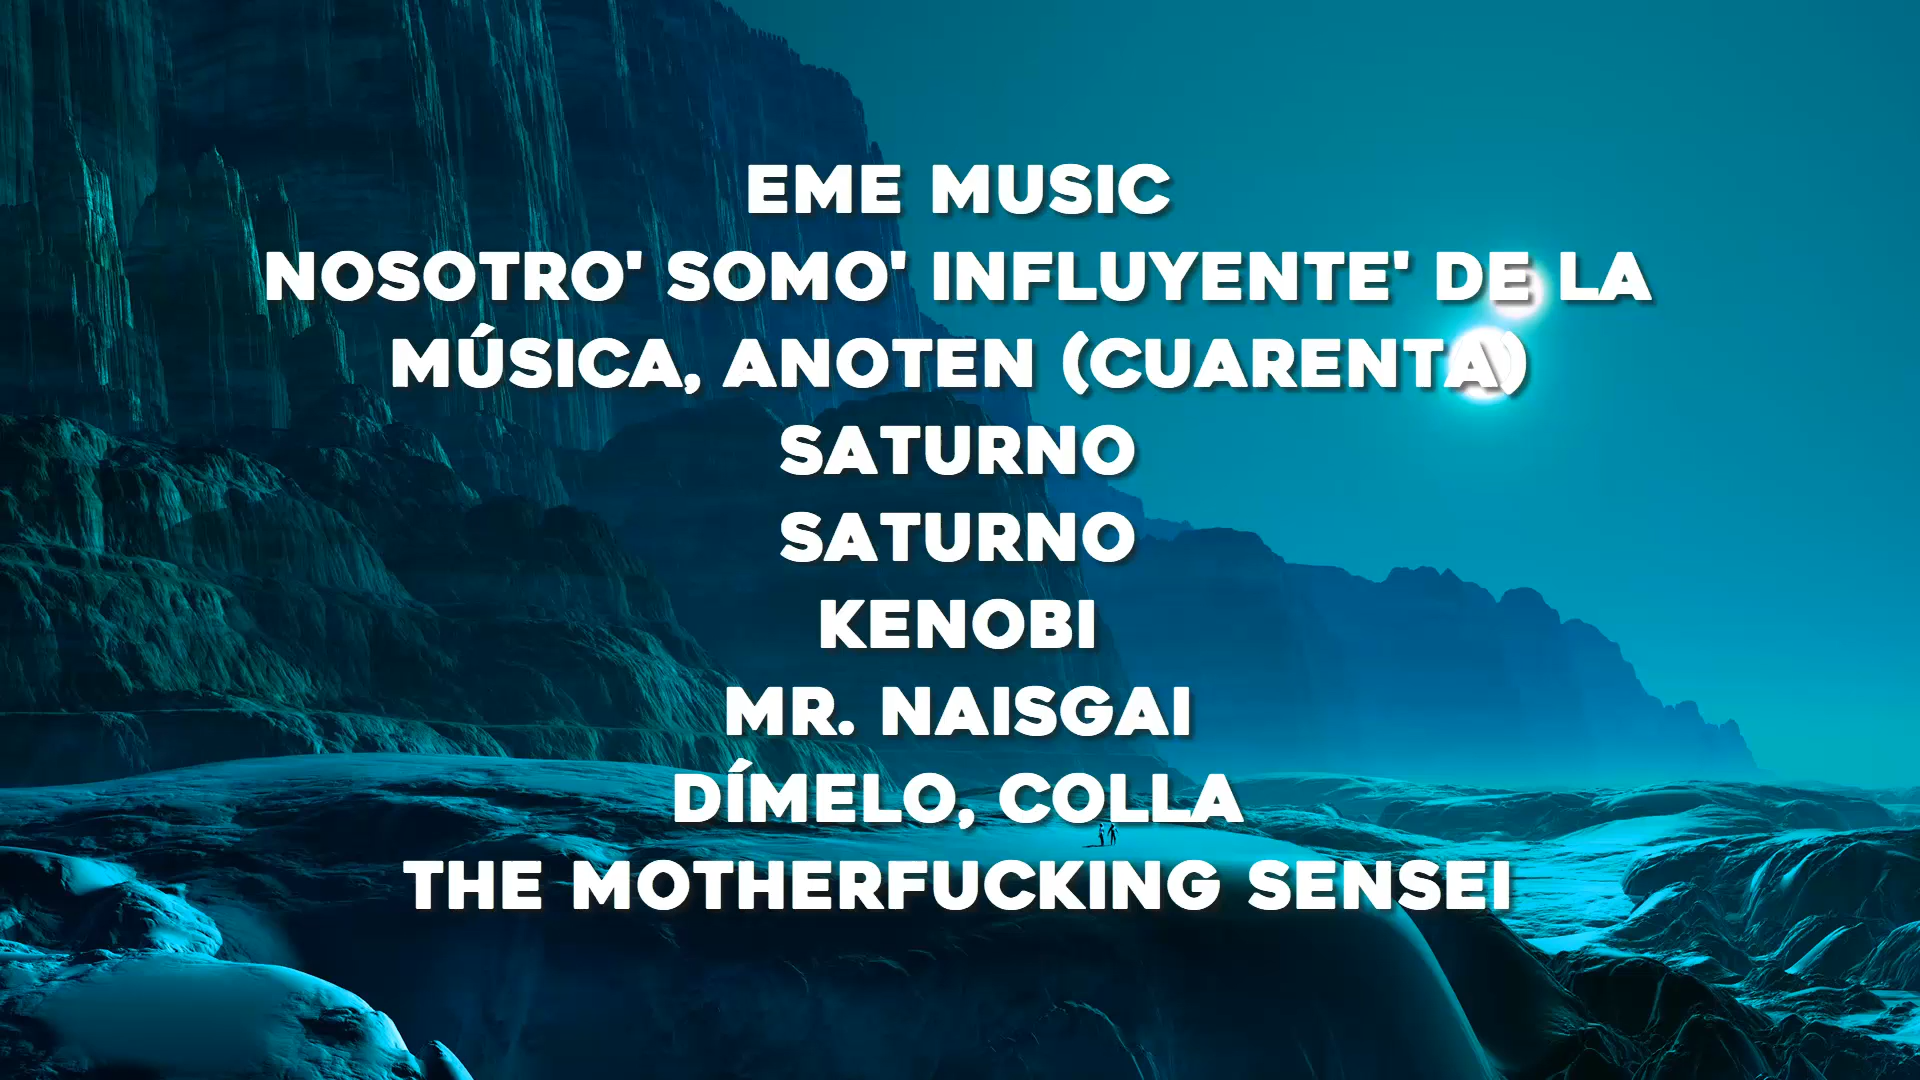 EME MUSIC
NOSOTRO' SOMO' INFLUYENTE' DE LA
MÚSICA, ANOTEN (CUARENTA)
SATURNO
SATURNO
KENOBI
MR. NAISGAI
DÍMELO, COLLA
THE MOTHERFUCKING SENSEI